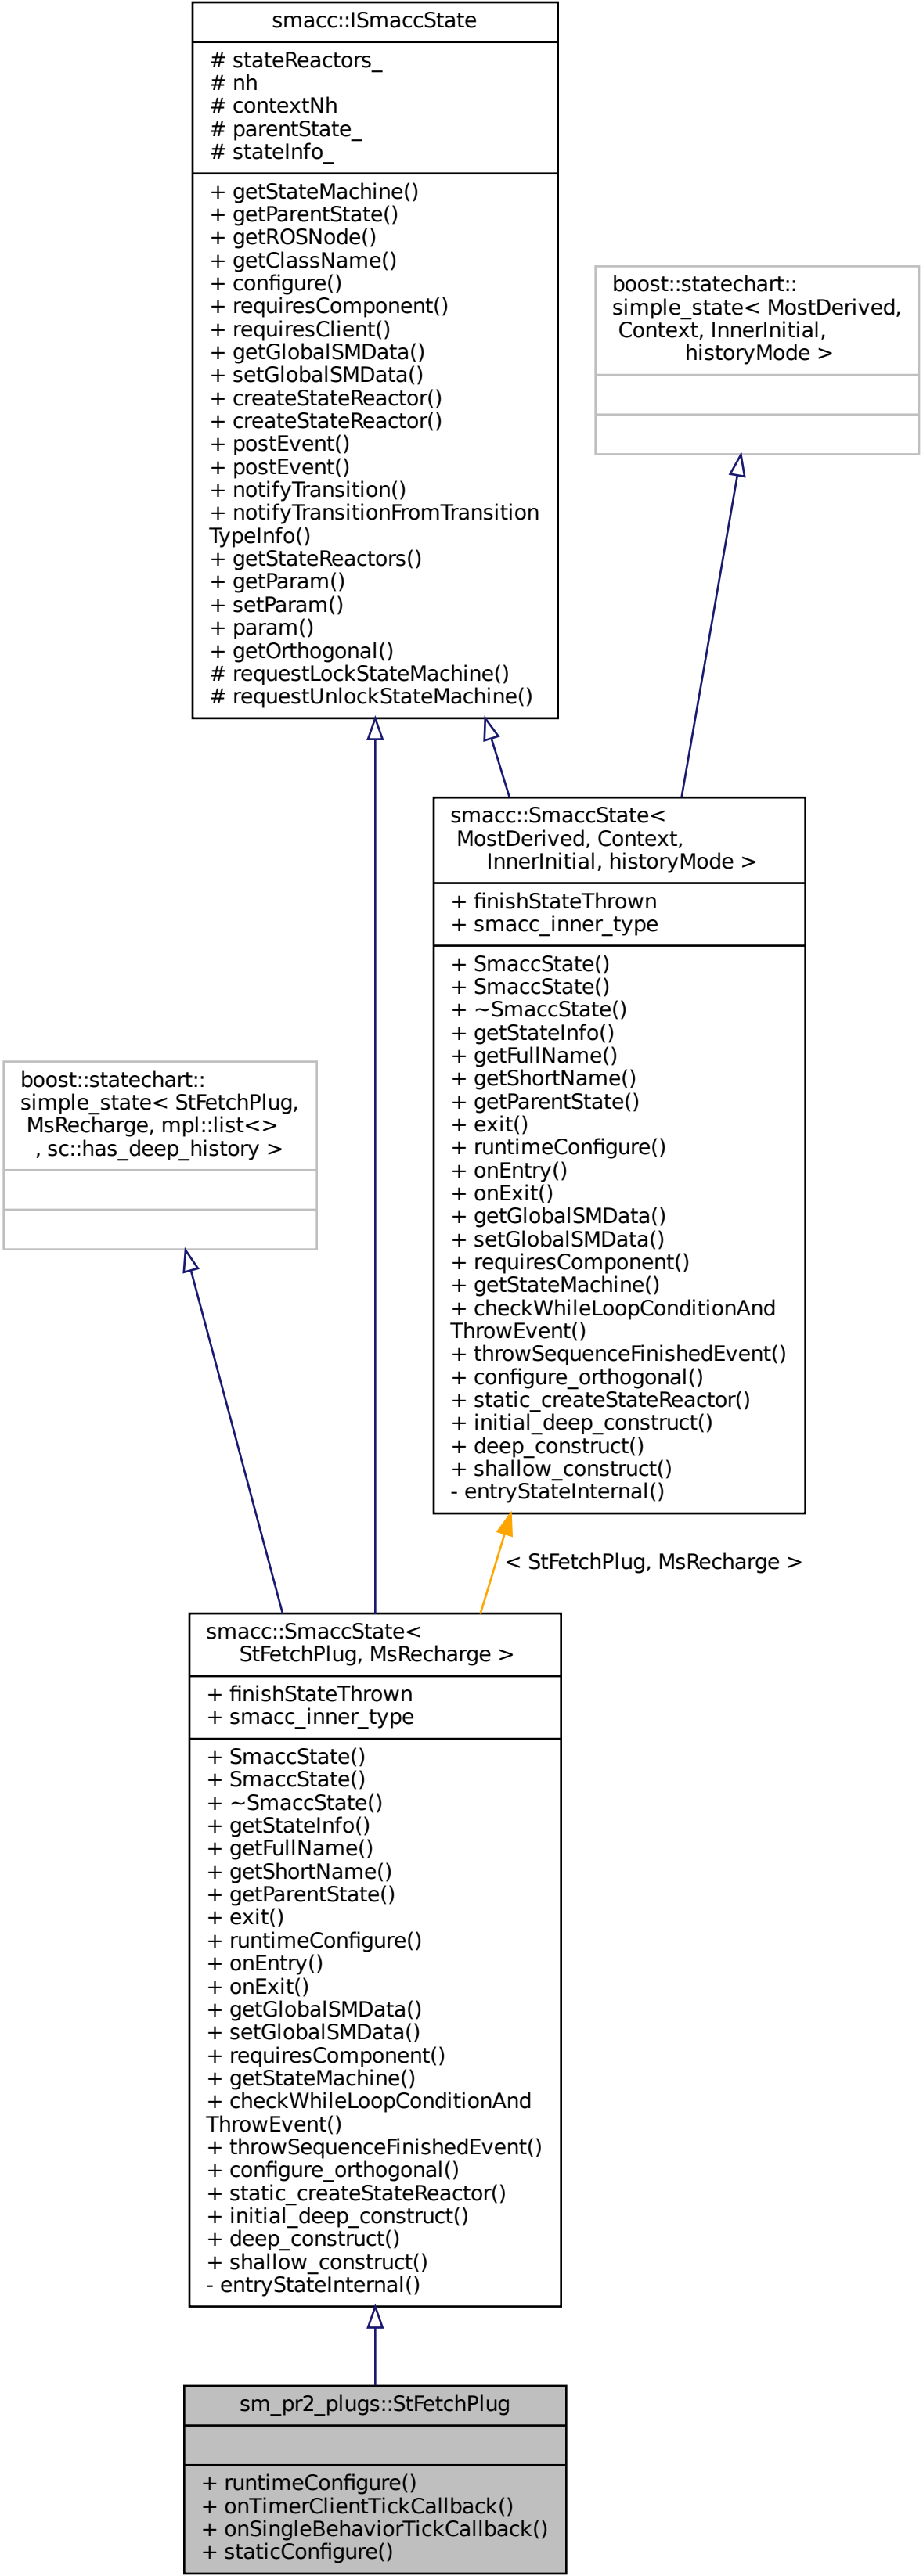 smacc::ISmaccState
# stateReactors_
# nh
# contextNh
# parentState_
# stateInfo_
+ getStateMachine()
+ getParentState()
+ getROSNode()
+ getClassName()
+ configure()
+ requiresComponent()
+ requiresClient()
+ getGlobalSMData()
+ setGlobalSMData()
+ createStateReactor()
+ createStateReactor()
+ postEvent()
+ postEvent()
+ notifyTransition()
+ notifyTransitionFromTransition
TypeInfo()
+ getStateReactors()
+ getParam()
+ setParam()
+ param()
+ getOrthogonal()
# requestLockStateMachine()
# requestUnlockStateMachine()
boost::statechart::
simple_state< MostDerived,
Context, InnerInitial,
historyMode >
smacc::SmaccState<
MostDerived, Context,
InnerInitial, historyMode >
+ finishStateThrown
+ smacc_inner_type
+ SmaccState()
+ SmaccState()
+ ~SmaccState()
+ getStateInfo()
+ getFullName()
+ getShortName()
+ getParentState()
+ exit()
+ runtimeConfigure()
+ onEntry()
+ onExit()
+ getGlobalSMData()
+ setGlobalSMData()
+ requiresComponent()
+ getStateMachine()
+ checkWhileLoopConditionAnd
ThrowEvent()
+ throwSequenceFinishedEvent()
+ configure_orthogonal()
+ static_createStateReactor()
+ initial_deep_construct()
+ deep_construct()
+ shallow_construct()
- entryStateInternal()
boost::statechart::
simple_state< StFetchPlug,
MsRecharge, mpl::list<>
, sc::has_deep_history >
< StFetchPlug, MsRecharge >
smacc::SmaccState<
StFetchPlug, MsRecharge >
+ finishStateThrown
+ smacc_inner_type
+ SmaccState()
+ SmaccState()
+ ~SmaccState()
+ getStateInfo()
+ getFullName()
+ getShortName()
+ getParentState()
+ exit()
+ runtimeConfigure()
+ onEntry()
+ onExit()
+ getGlobalSMData()
+ setGlobalSMData()
+ requiresComponent()
+ getStateMachine()
+ checkWhileLoopConditionAnd
ThrowEvent()
+ throwSequenceFinishedEvent()
+ configure_orthogonal()
+ static_createStateReactor()
+ initial_deep_construct()
+ deep_construct()
+ shallow_construct()
- entryStateInternal()
sm_pr2_plugs::StFetchPlug
+ runtimeConfigure()
+ onTimerClientTickCallback()
+ onSingleBehaviorTickCallback()
+ staticConfigure()